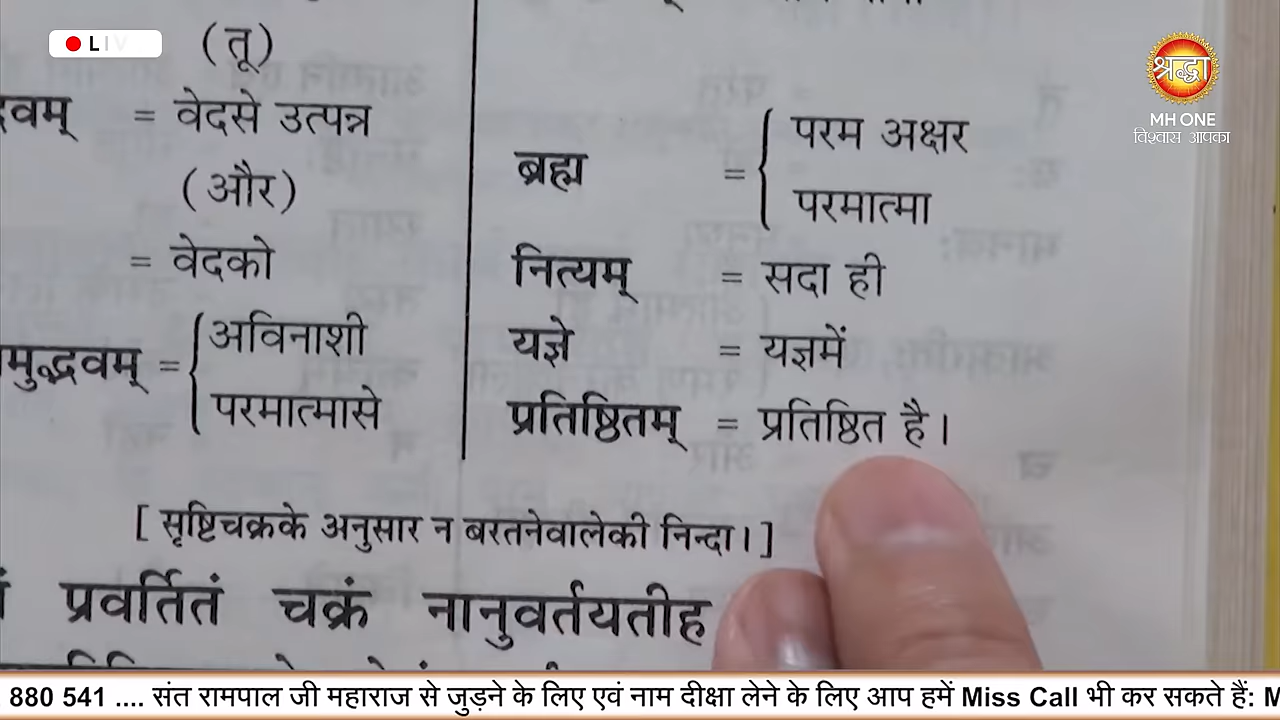 LIV
श्रद्धा
MH ONE
विश्वास आपका
(तू)
= वेदसे उत्पन्न
(और)
= वेदको
= अविनाशी
परमात्मासे
ब्रह्म = परम अक्षर
परमात्मा
नित्यम् = सदा ही
यज्ञे = यज्ञमें
प्रतिष्ठितम् = प्रतिष्ठित है।
[ सृष्टिचक्रके अनुसार न बरतनेवालेकी निन्दा। ]
प्रवर्तितं चक्रं नानुवर्तयतीह
880 541 .... संत रामपाल जी महाराज से जुड़ने के लिए एवं नाम दीक्षा लेने के लिए आप हमें Miss Call भी कर सकते हैं: M